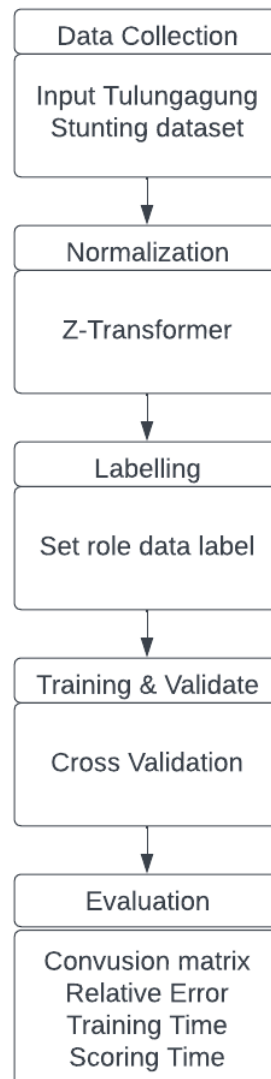 Data Collection
Input Tulungagung
Stunting dataset
Normalization
Z-Transformer
Labelling
Set role data label
Training & Validate
Cross Validation
Evaluation
Convusion matrix
Relative Error
Training Time
Scoring Time